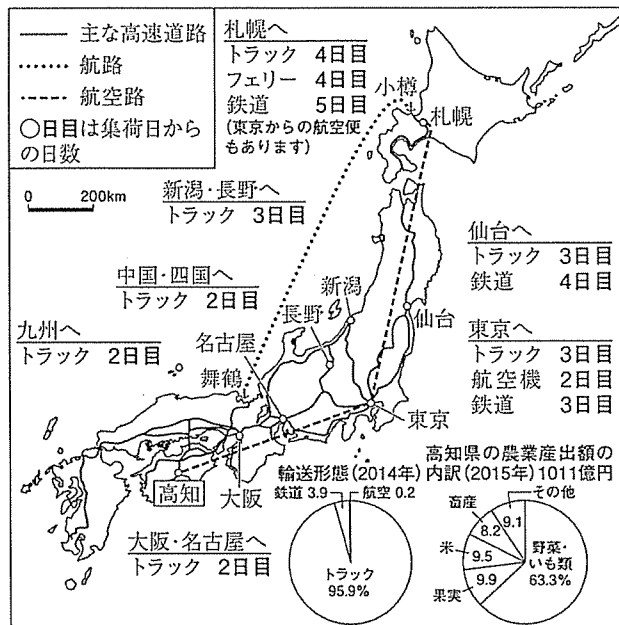 主な高速道路
航路
航空路
○日目は集荷日から
の日数
札幌へ
トラック 4日目
フェリー 4日目
鉄道 5日目
(東京からの航空便
もあります)
小樽
札幌
0 200km
新潟・長野へ
トラック 3日目
中国・四国へ
トラック 2日目
九州へ
トラック 2日目
仙台へ
トラック 3日目
鉄道 4日目
東京へ
トラック 3日目
航空機 2日目
鉄道 3日目
新潟
長野
仙台
名古屋
舞鶴
東京
高知
大阪
大阪・名古屋へ
トラック 2日目
輸送形態(2014年)
鉄道 3.9
航空 0.2
トラック
95.9%
高知県の農業産出額の
内訳(2015年)1011億円
その他
9.1
畜産
8.2
米
9.5
果実
9.9
野菜・
いも類
63.3%